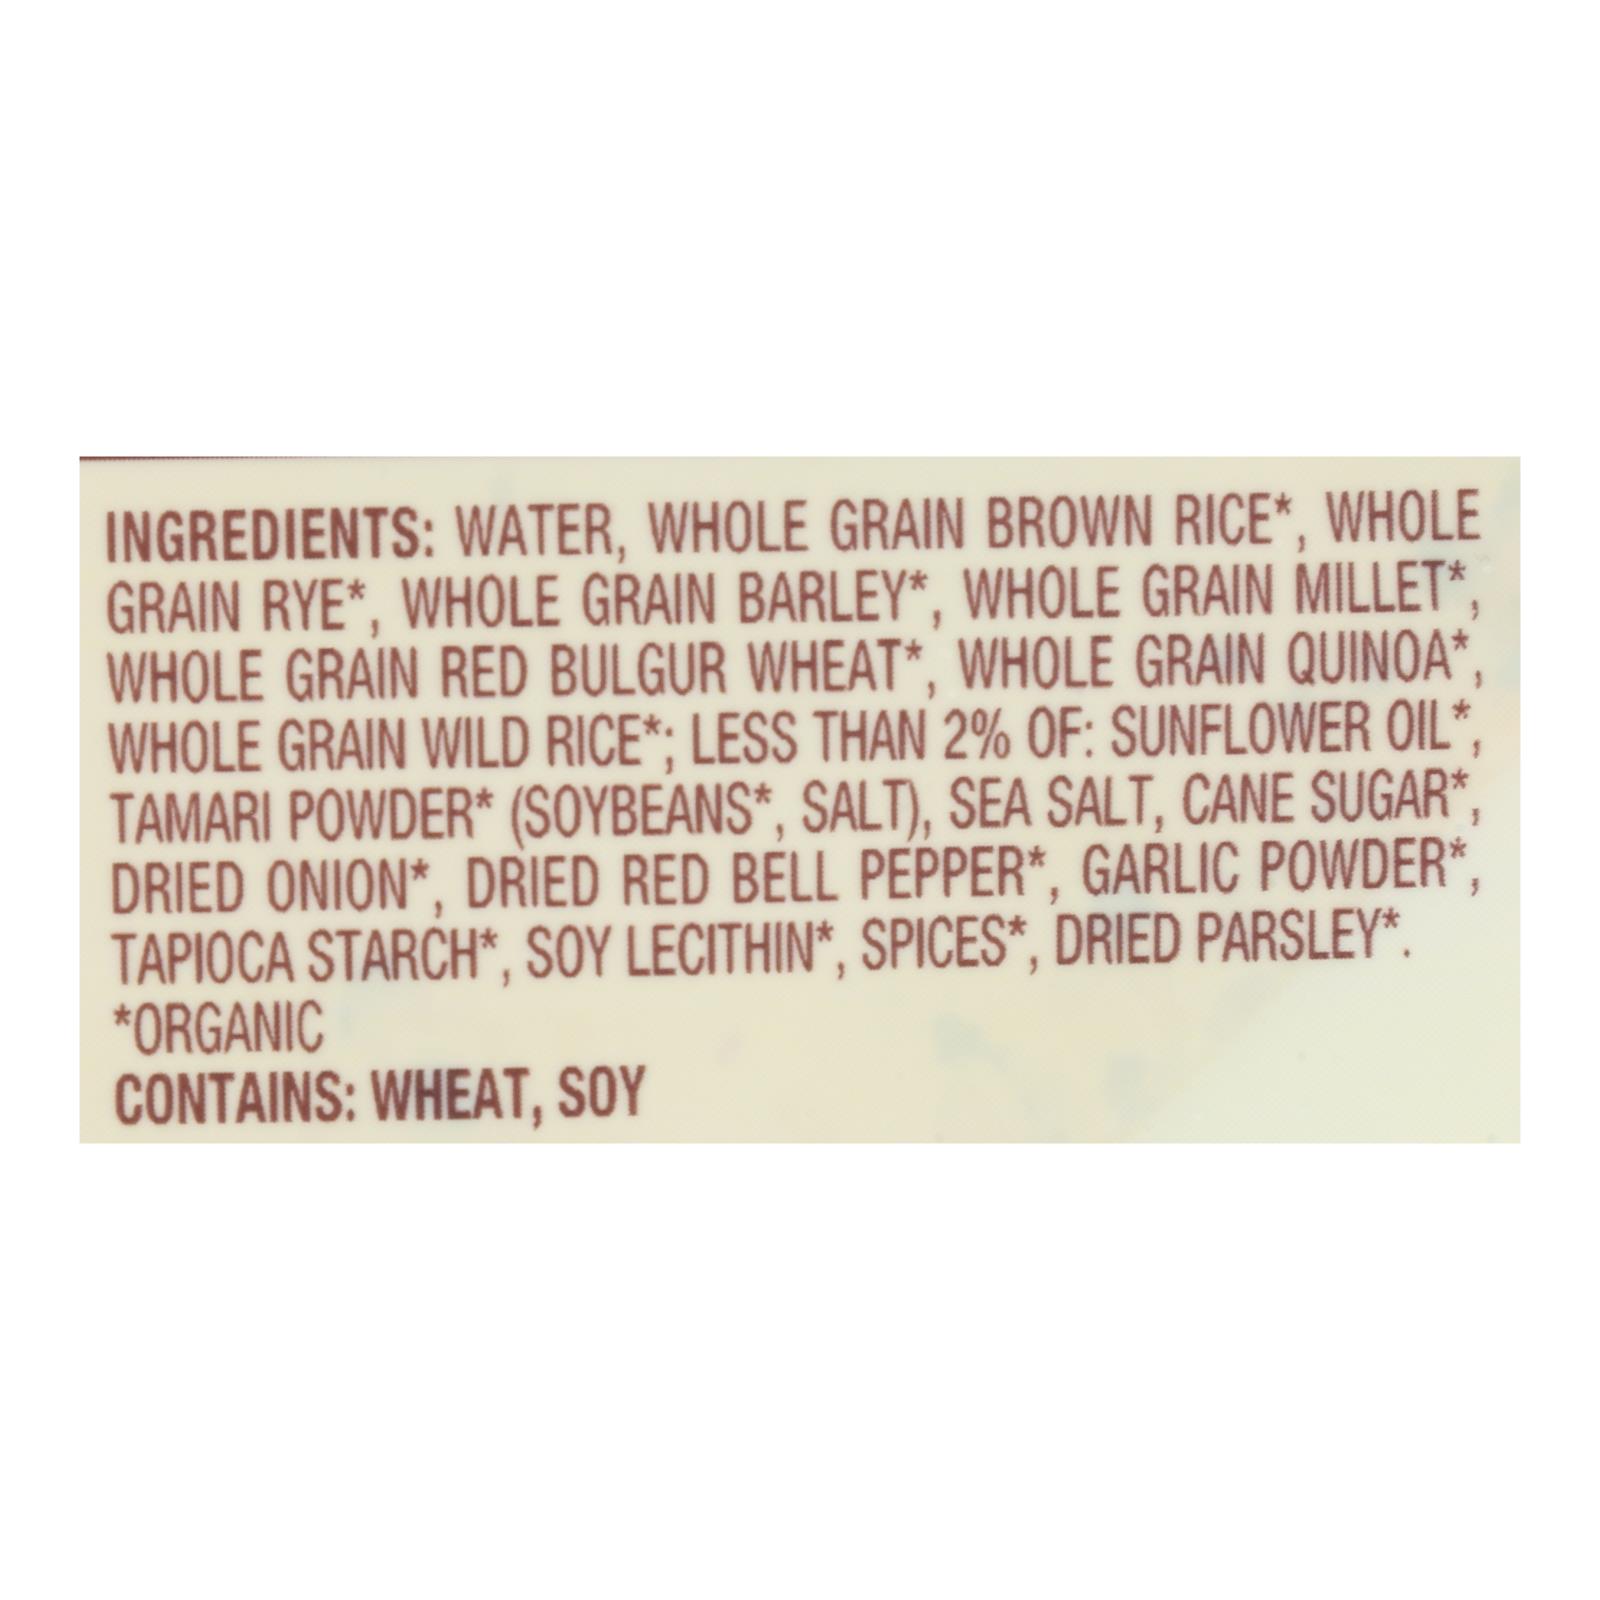 INGREDIENTS: WATER, WHOLE GRAIN BROWN RICE*, WHOLE
GRAIN RYE*, WHOLE GRAIN BARLEY*, WHOLE GRAIN MILLET*,
WHOLE GRAIN RED BULGUR WHEAT*, WHOLE GRAIN QUINOA*,
WHOLE GRAIN WILD RICE*; LESS THAN 2% OF: SUNFLOWER OIL*,
TAMARI POWDER* (SOYBEANS*, SALT), SEA SALT, CANE SUGAR*,
DRIED ONION*, DRIED RED BELL PEPPER*, GARLIC POWDER*,
TAPIOCA STARCH*, SOY LECITHIN*, SPICES*, DRIED PARSLEY*.
*ORGANIC
CONTAINS: WHEAT, SOY